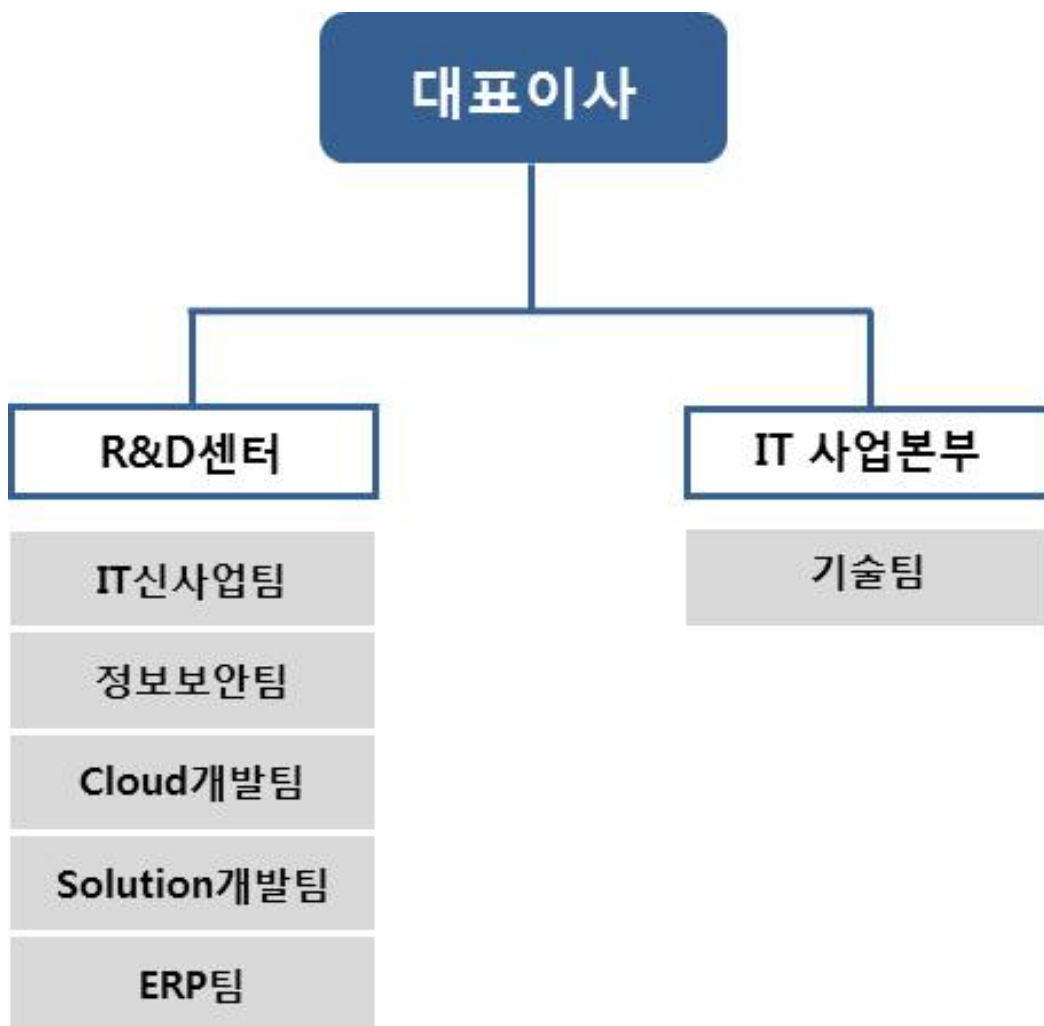 대표이사
R&D센터
IT신사업팀
정보보안팀
Cloud개발팀
Solution개발팀
ERP팀
IT 사업본부
기술팀